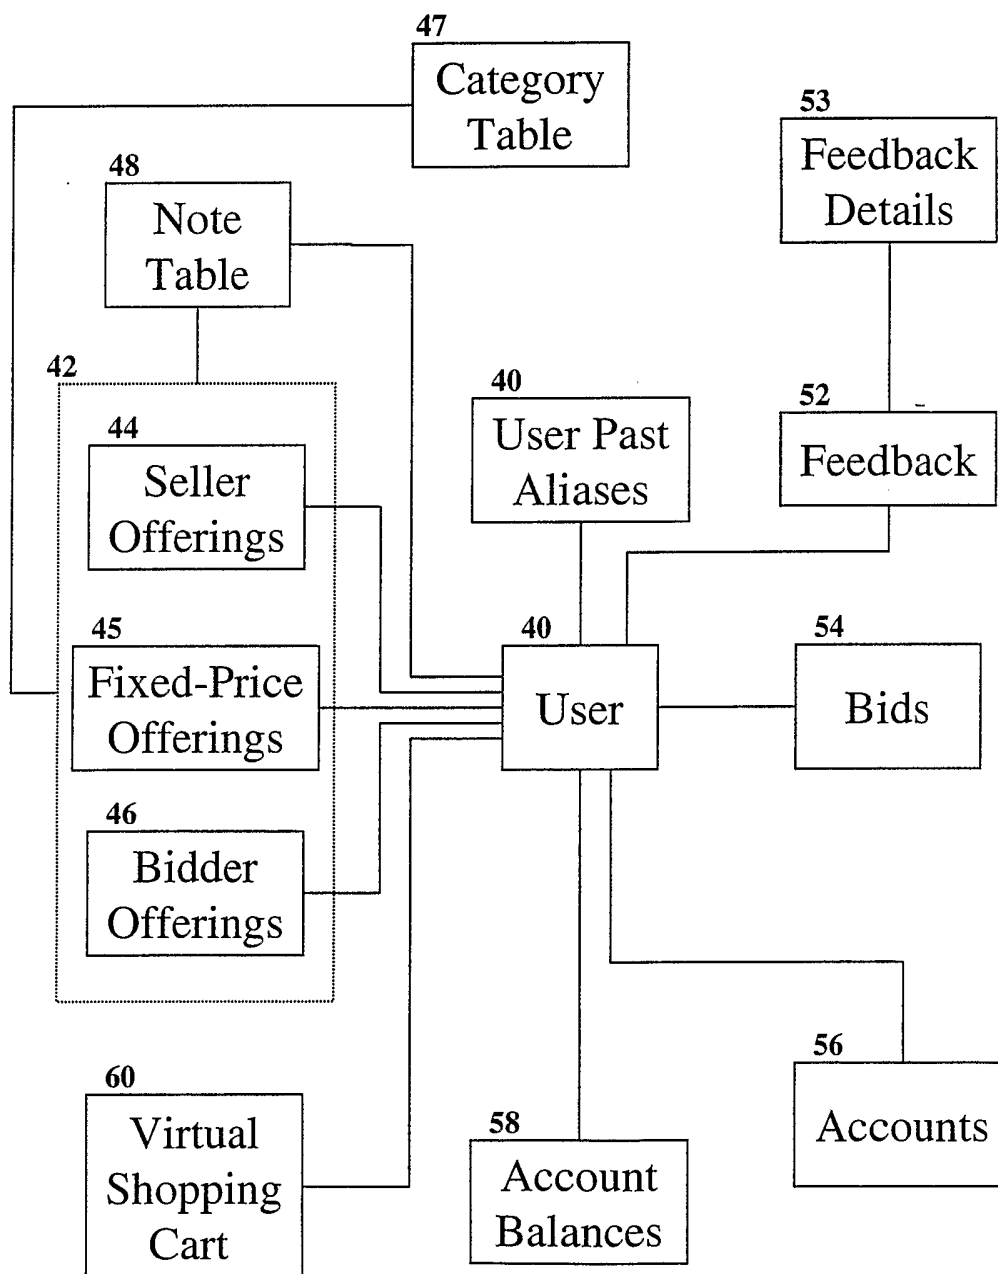 47
Category
Table
53
Feedback
Details
48
Note
Table
42
44
Seller
Offerings
40
User Past
Aliases
52
Feedback
45
Fixed-Price
Offerings
40
User
54
Bids
46
Bidder
Offerings
60
Virtual
Shopping
Cart
58
Account
Balances
56
Accounts